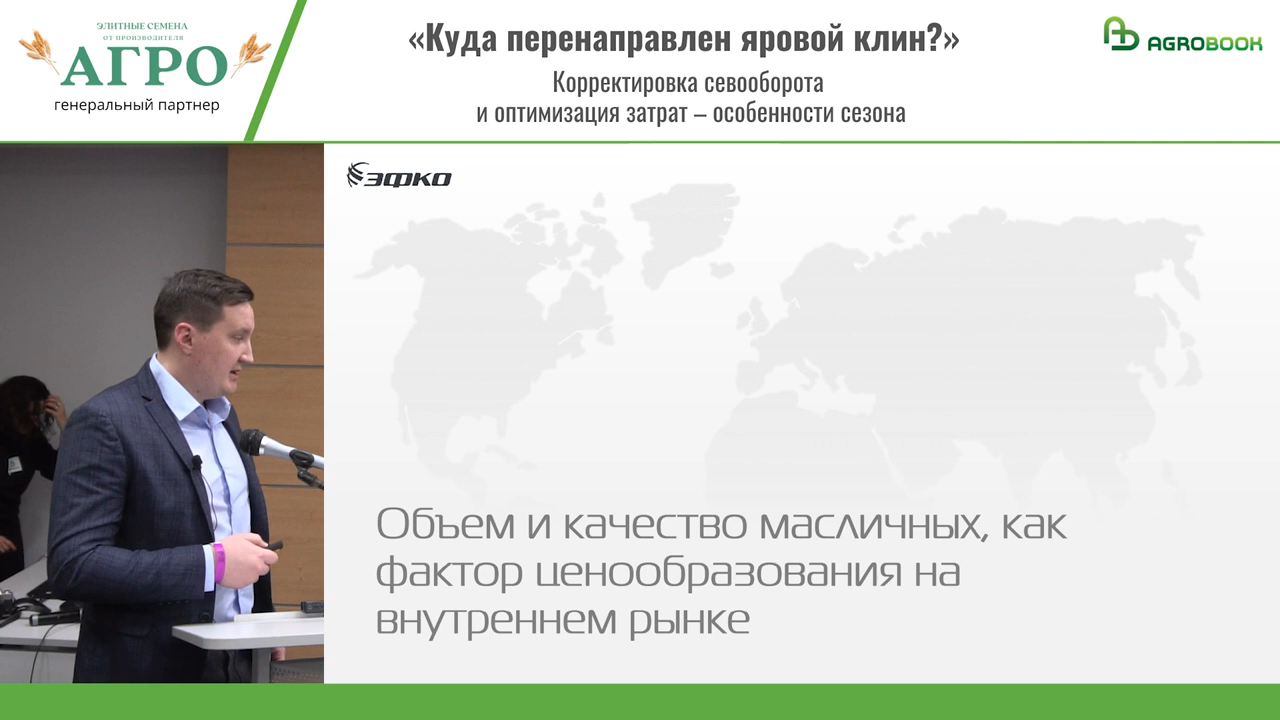 ЭЛИТНЫЕ СЕМЕНА
ОТ ПРОИЗВОДИТЕЛЯ
АГРО
генеральный партнер
«Куда перенаправлен яровой клин?»
Корректировка севооборота
и оптимизация затрат – особенности сезона
AGROBOOK
ЭФКО
Объем и качество масличных, как
фактор ценообразования на
внутреннем рынке